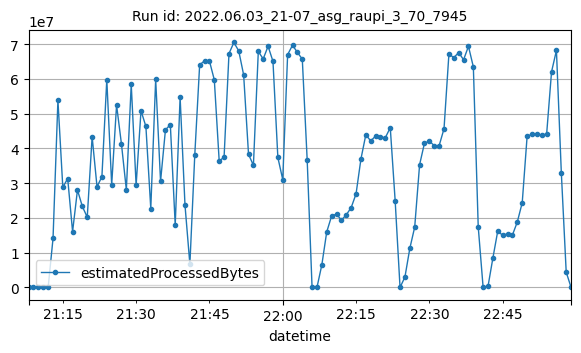 Run id: 2022.06.03_21-07_asg_raupi_3_70_7945
1e7
7
6
5
4
3
2
1
0
estimatedProcessedBytes
21:15 21:30 21:45 22:00 22:15 22:30 22:45
datetime